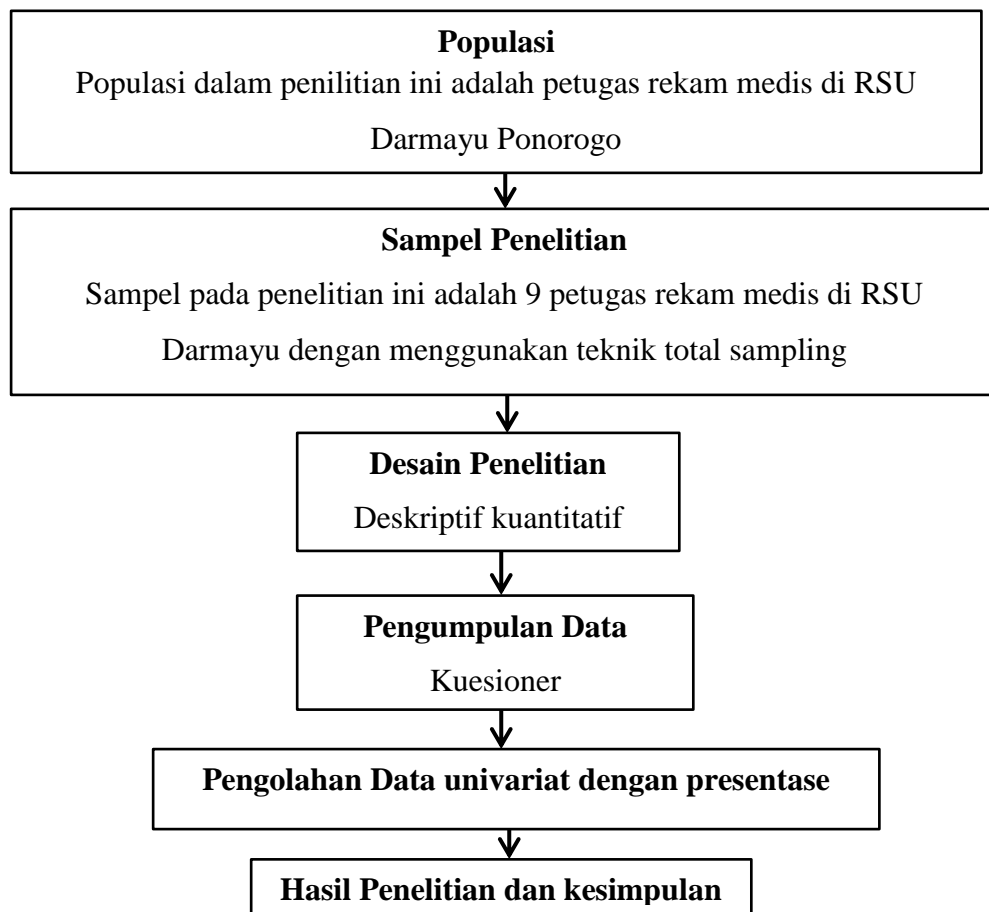 Populasi
Populasi dalam penilitian ini adalah petugas rekam medis di RSU
Darmayu Ponorogo
Sampel Penelitian
Sampel pada penelitian ini adalah 9 petugas rekam medis di RSU
Darmayu dengan menggunakan teknik total sampling
Desain Penelitian
Deskriptif kuantitatif
Pengumpulan Data
Kuesioner
Pengolahan Data univariat dengan presentase
Hasil Penelitian dan kesimpulan